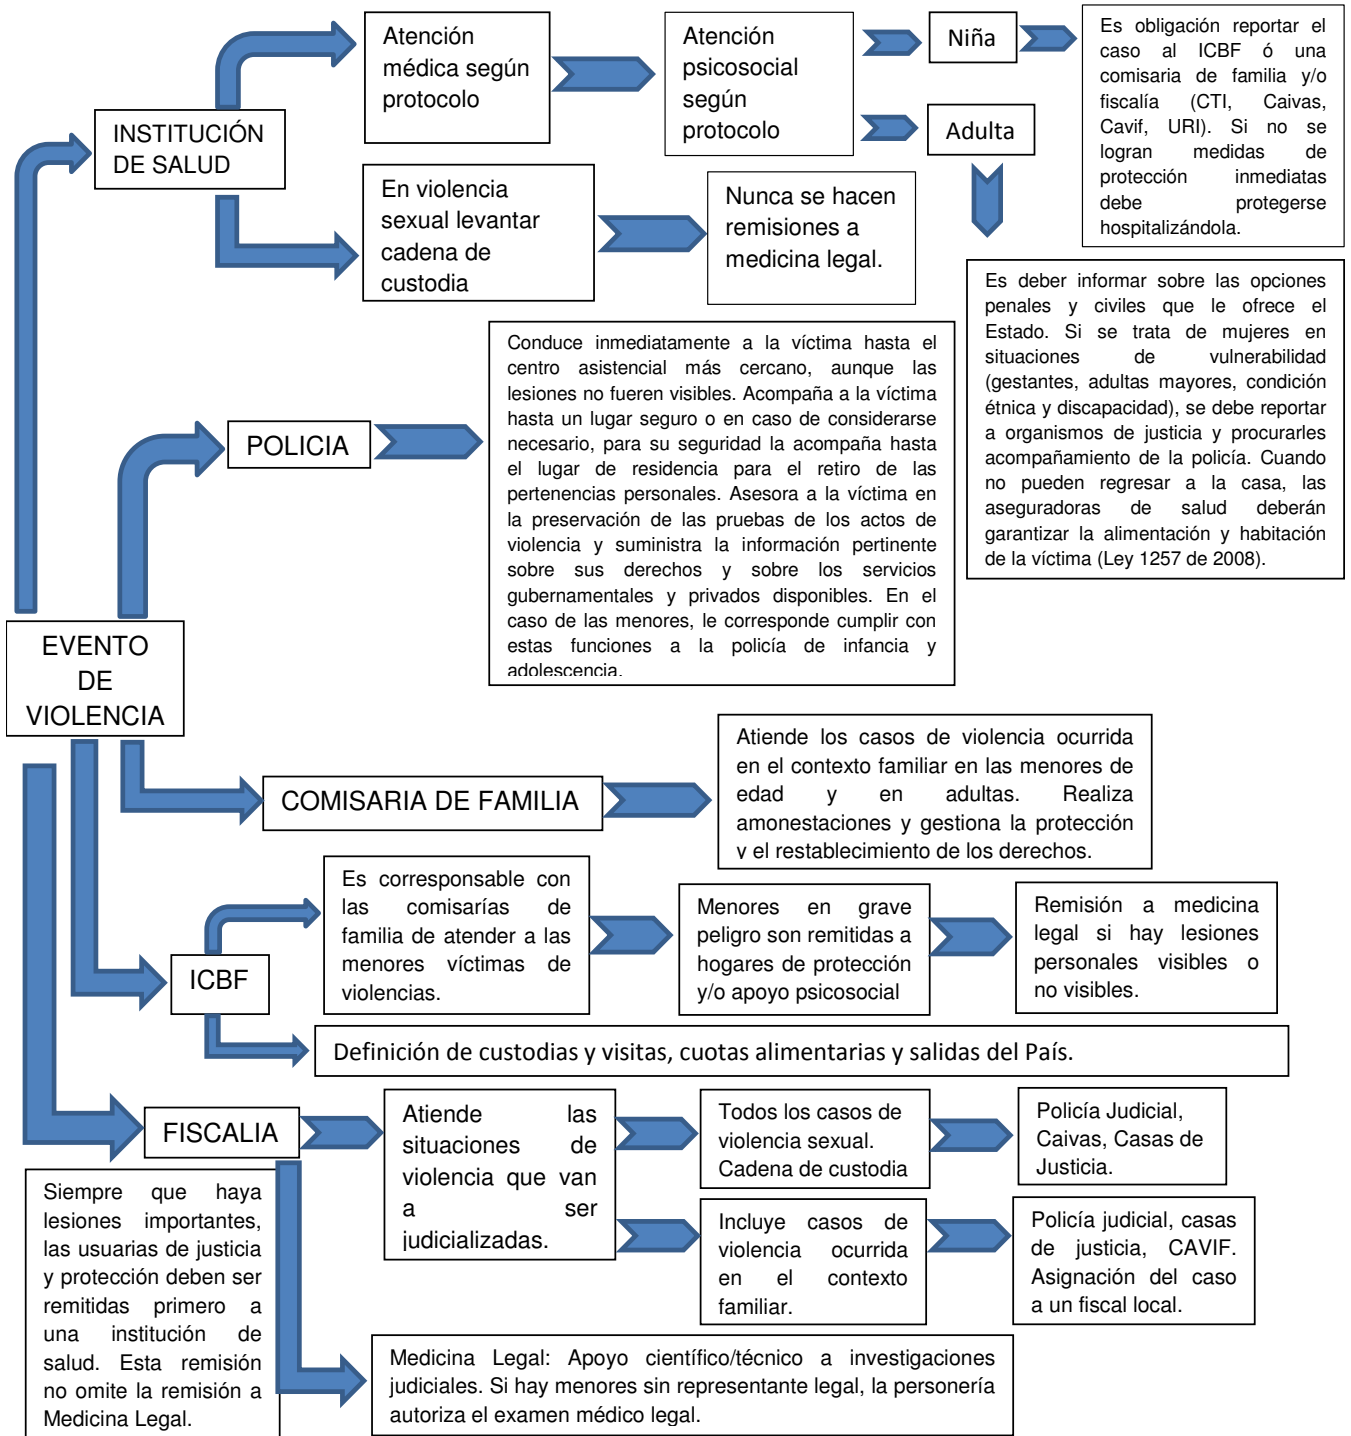 Atención
médica según
protocolo
Atención
psicosocial
según
protocolo
Niña
Es obligación reportar el
caso al ICBF ó una
comisaria de familia y/o
fiscalía (CTI, Caivas,
Cavif, URI). Si no se
logran medidas de
protección inmediatas
debe protegerse
hospitalizándola.
Adulta
INSTITUCIÓN
DE SALUD
En violencia
sexual levantar
cadena de
custodia
Nunca se hacen
remisiones a
medicina legal.
Es deber informar sobre las opciones
penales y civiles que le ofrece el
Estado. Si se trata de mujeres en
situaciones de vulnerabilidad
(gestantes, adultas mayores, condición
étnica y discapacidad), se debe reportar
a organismos de justicia y procurarles
acompañamiento de la policía. Cuando
no pueden regresar a la casa, las
aseguradoras de salud deberán
garantizar la alimentación y habitación
de la víctima (Ley 1257 de 2008).
POLICIA
Conduce inmediatamente a la víctima hasta el
centro asistencial más cercano, aunque las
lesiones no fueren visibles. Acompaña a la víctima
hasta un lugar seguro o en caso de considerarse
necesario, para su seguridad la acompaña hasta
el lugar de residencia para el retiro de las
pertenencias personales. Asesora a la víctima en
la preservación de las pruebas de los actos de
violencia y suministra la información pertinente
sobre sus derechos y sobre los servicios
gubernamentales y privados disponibles. En el
caso de las menores, le corresponde cumplir con
estas funciones a la policía de infancia y
adolescencia.
EVENTO
DE
VIOLENCIA
COMISARIA DE FAMILIA
Atiende los casos de violencia ocurrida
en el contexto familiar en las menores de
edad y en adultas. Realiza
amonestaciones y gestiona la protección
y el restablecimiento de los derechos.
ICBF
Es corresponsable con
las comisarías de
familia de atender a las
menores víctimas de
violencias.
Menores en grave
peligro son remitidas a
hogares de protección
y/o apoyo psicosocial
Remisión a medicina
legal si hay lesiones
personales visibles o
no visibles.
Definición de custodias y visitas, cuotas alimentarias y salidas del País.
FISCALIA
Atiende las
situaciones de
violencia que van
a ser
judicializadas.
Todos los casos de
violencia sexual.
Cadena de custodia
Policía Judicial,
Caivas, Casas de
Justicia.
Incluye casos de
violencia ocurrida
en el contexto
familiar.
Policía judicial, casas
de justicia, CAVIF.
Asignación del caso
a un fiscal local.
Siempre que haya
lesiones importantes,
las usuarias de justicia
y protección deben ser
remitidas primero a
una institución de
salud. Esta remisión
no omite la remisión a
Medicina Legal.
Medicina Legal: Apoyo científico/técnico a investigaciones
judiciales. Si hay menores sin representante legal, la personería
autoriza el examen médico legal.